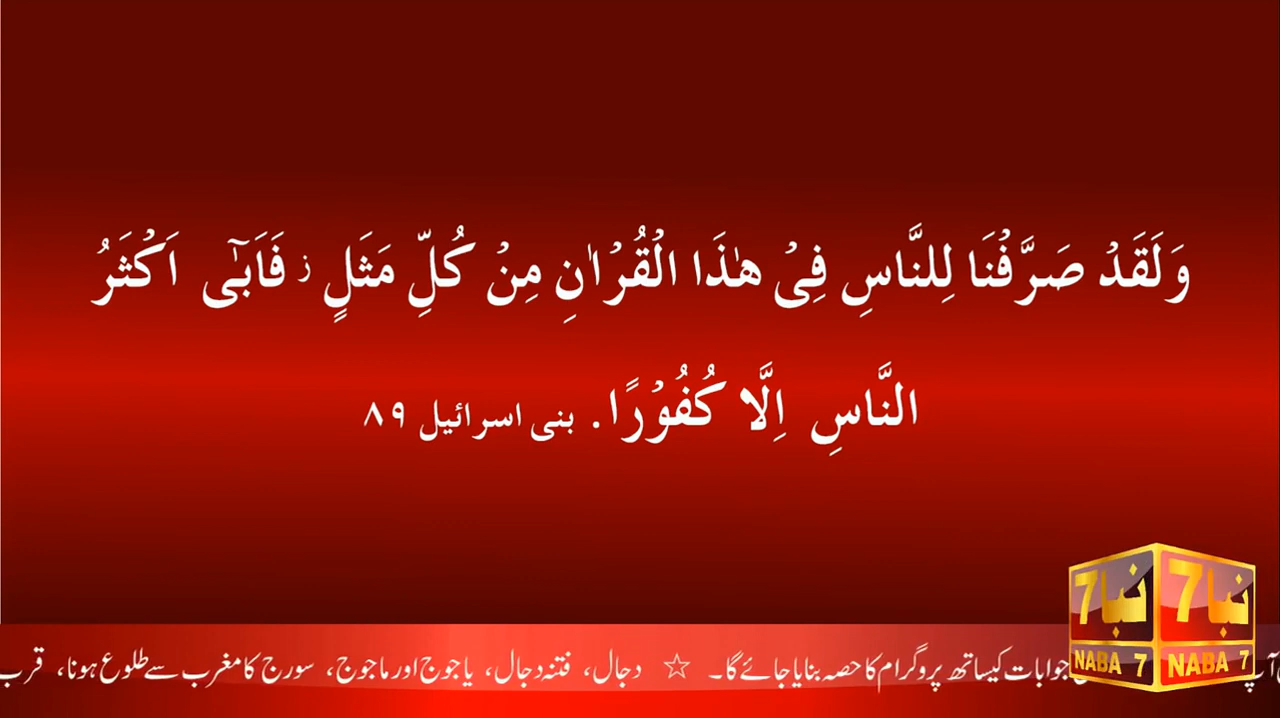 وَلَقَدْ صَرَّفْنَا لِلنَّاسِ فِیْ هٰذَا الْقُرْاٰنِ مِنْ كُلِّ مَثَلٍ ز فَاَبٰۤی اَكْثَرُ
النَّاسِ اِلَّا كُفُوْرًا. بنی اسرائیل ۸۹
نبا 7 نبا 7
NABA 7 NABA 7
جوابات کیساتھ پروگرام کا حصہ بنایا جائے گا۔ ☆ دجال، فتنہ دجال، یاجوج اور ماجوج، سورج کا مغرب سے طلوع ہونا، قرب